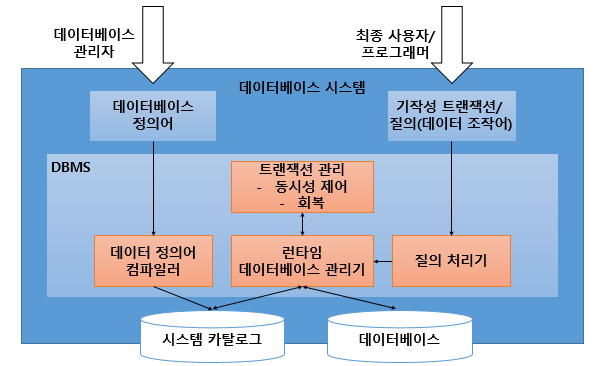 데이터베이스
관리자
최종 사용자/
프로그래머
데이터베이스 시스템
데이터베이스
정의어
기작성 트랜잭션/
질의(데이터 조작어)
DBMS
트랜잭션 관리
- 동시성 제어
- 회복
데이터 정의어
컴파일러
런타임
데이터베이스 관리기
질의 처리기
시스템 카탈로그
데이터베이스